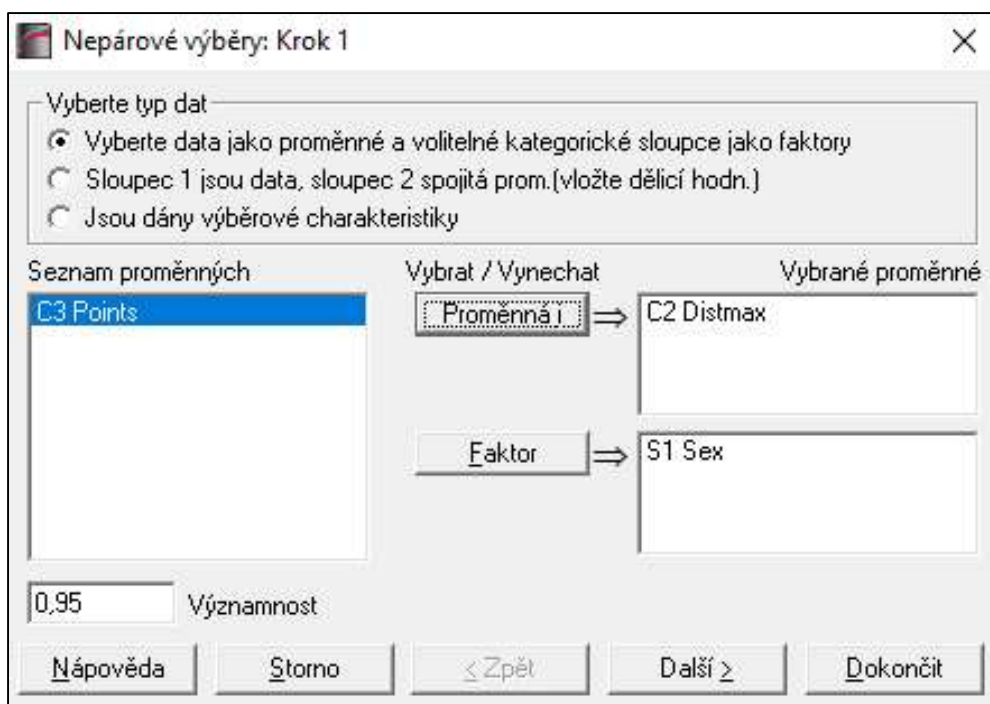 Nepárové výběry: Krok 1
Vyberte typ dat
Vyberte data jako proměnné a volitelné kategorické sloupce jako faktory
Sloupec 1 jsou data, sloupec 2 spojitá prom.(vložte dělicí hodn.)
Jsou dány výběrové charakteristiky
Seznam proměnných
Vybrat / Vynechat
Vybrané proměnné
C3 Points
Proměnná i
C2 Distmax
Faktor
S1 Sex
0,95
Významnost
Nápověda
Storno
< Zpět
Další >
Dokončit